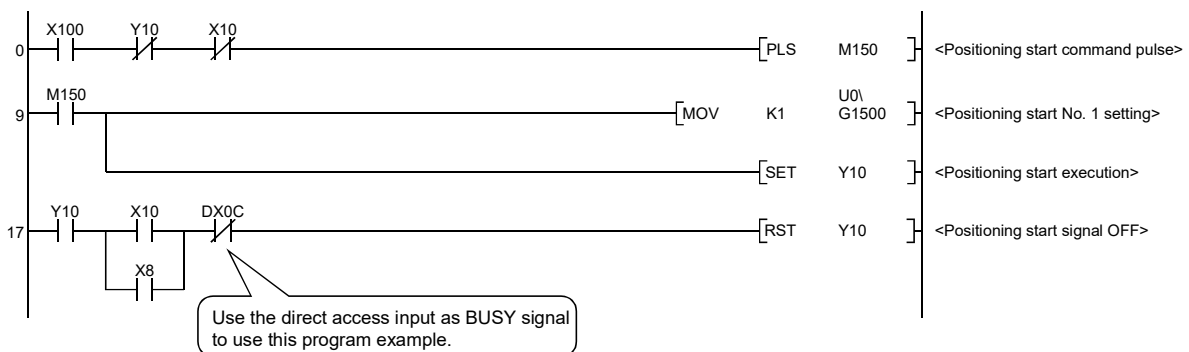 X100 Y10 X10
0 PLS M150 <Positioning start command pulse>
M150 U0\
9 MOV K1 G1500 <Positioning start No. 1 setting>
SET Y10 <Positioning start execution>
Y10 X10 DX0C
17 RST Y10 <Positioning start signal OFF>
X8
Use the direct access input as BUSY signal
to use this program example.